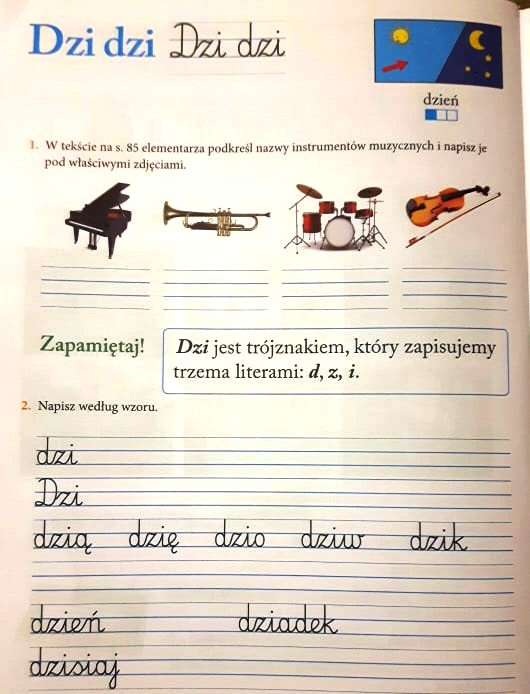 Dzi dzi Dzi dzi
dzień
1. W tekście na s. 85 elementarza podkreśl nazwy instrumentów muzycznych i napisz je
pod właściwymi zdjęciami.
Zapamiętaj!
Dzi jest trójznakiem, który zapisujemy
trzema literami: d, z, i.
2. Napisz według wzoru.
dzi
Dzi
dzią dzię dzio dziw dzik
dzień dziadek
dzisiaj